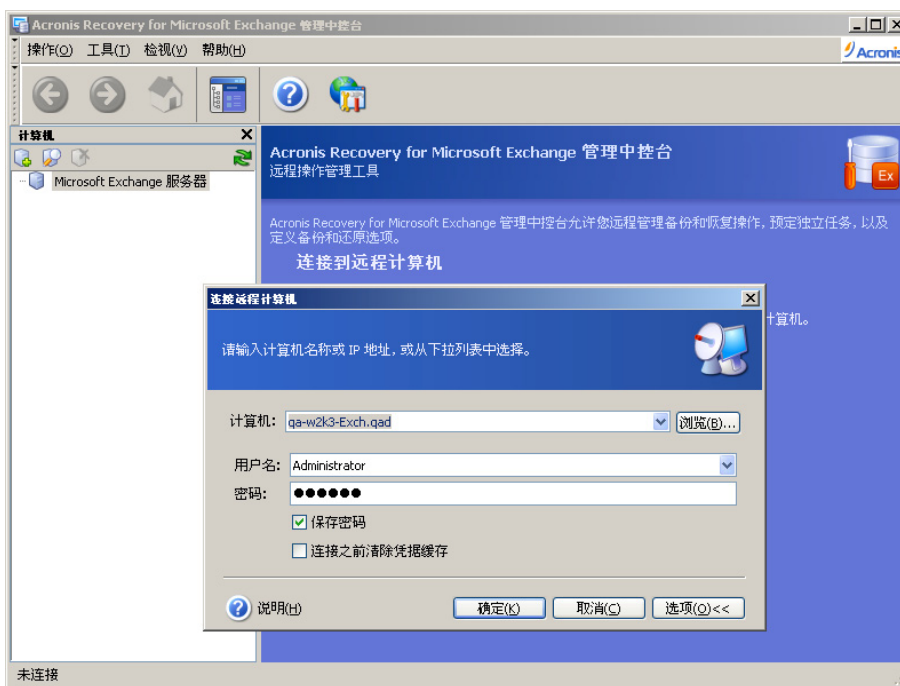 Acronis Recovery for Microsoft Exchange 管理中控台
操作(O) 工具(T) 检视(V) 帮助(H)
Acronis
计算机
Microsoft Exchange 服务器
Acronis Recovery for Microsoft Exchange 管理中控台
远程操作管理工具
Ex
Acronis Recovery for Microsoft Exchange 管理中控台允许您远程管理备份和恢复操作, 预定独立任务, 以及
定义备份和还原选项。
连接到远程计算机
计算机。
连接远程计算机
请输入计算机名称或 IP 地址, 或从下拉列表中选择。
计算机: qa-w2k3-Exch.qad 浏览(B)...
用户名: Administrator
密码: ●●●●●●
保存密码
连接之前清除凭据缓存
说明(H) 确定(K) 取消(C) 选项(O)<<
未连接